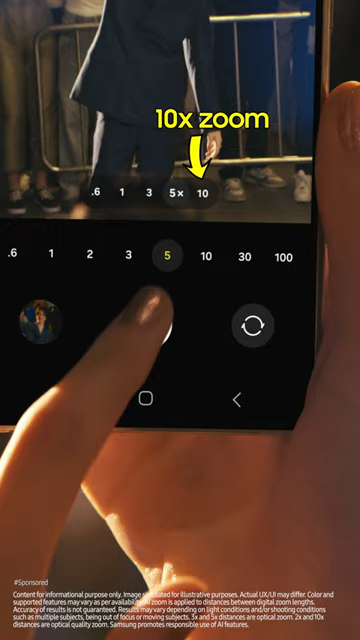 10x zoom
.6 1 3 5× 10
.6 1 2 3 5 10 30 100
#Sponsored
Content for informational purpose only. Image simulated for illustrative purposes. Actual UX/UI may differ. Color and
supported features may vary as per availability. zoom is applied to distances between digital zoom lengths.
Accuracy of results is not guaranteed. Results may vary depending on light conditions and/or shooting conditions
such as multiple subjects, being out of focus or moving subjects. 3x and 5x distances are optical zoom. 2x and 10x
distances are optical quality zoom. Samsung promotes responsible use of AI features.